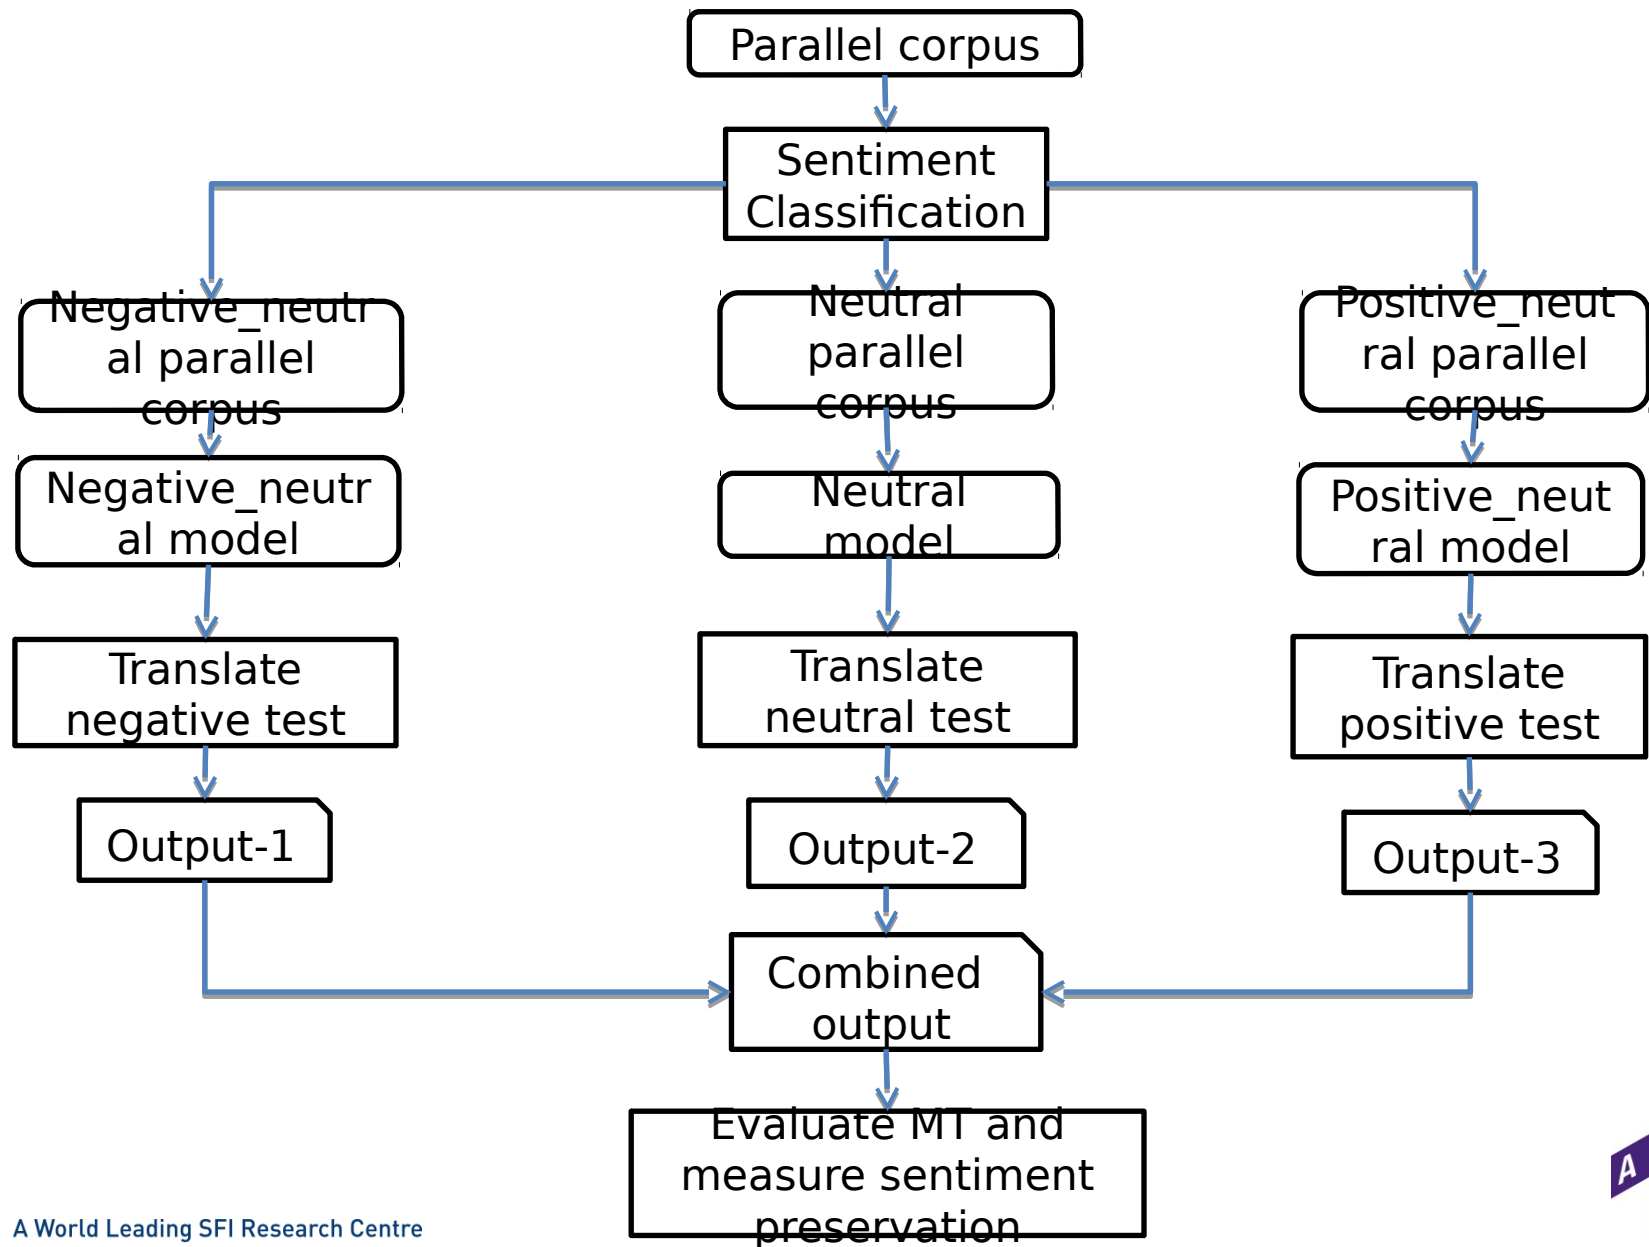 Parallel corpus
Sentiment
Classification
Negative_neutr
al parallel
corpus
Neutral
parallel
corpus
Positive_neut
ral parallel
corpus
Negative_neutr
al model
Neutral
model
Positive_neut
ral model
Translate
negative test
Translate
neutral test
Translate
positive test
Output-1
Output-2
Output-3
Combined
output
Evaluate MT and
measure sentiment
preservation
A World Leading SFI Research Centre
A